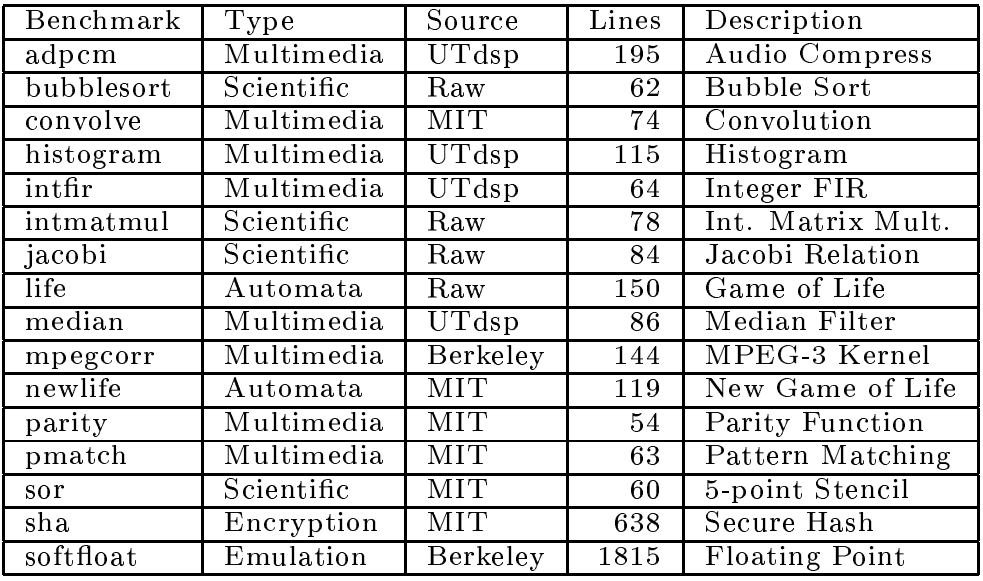 Benchmark Type Source Lines Description
adpcm Multimedia UTdsp 195 Audio Compress
bubblesort Scientific Raw 62 Bubble Sort
convolve Multimedia MIT 74 Convolution
histogram Multimedia UTdsp 115 Histogram
intfir Multimedia UTdsp 64 Integer FIR
intmatmul Scientific Raw 78 Int. Matrix Mult.
jacobi Scientific Raw 84 Jacobi Relation
life Automata Raw 150 Game of Life
median Multimedia UTdsp 86 Median Filter
mpegcorr Multimedia Berkeley 144 MPEG-3 Kernel
newlife Automata MIT 119 New Game of Life
parity Multimedia MIT 54 Parity Function
pmatch Multimedia MIT 63 Pattern Matching
sor Scientific MIT 60 5-point Stencil
sha Encryption MIT 638 Secure Hash
softfloat Emulation Berkeley 1815 Floating Point